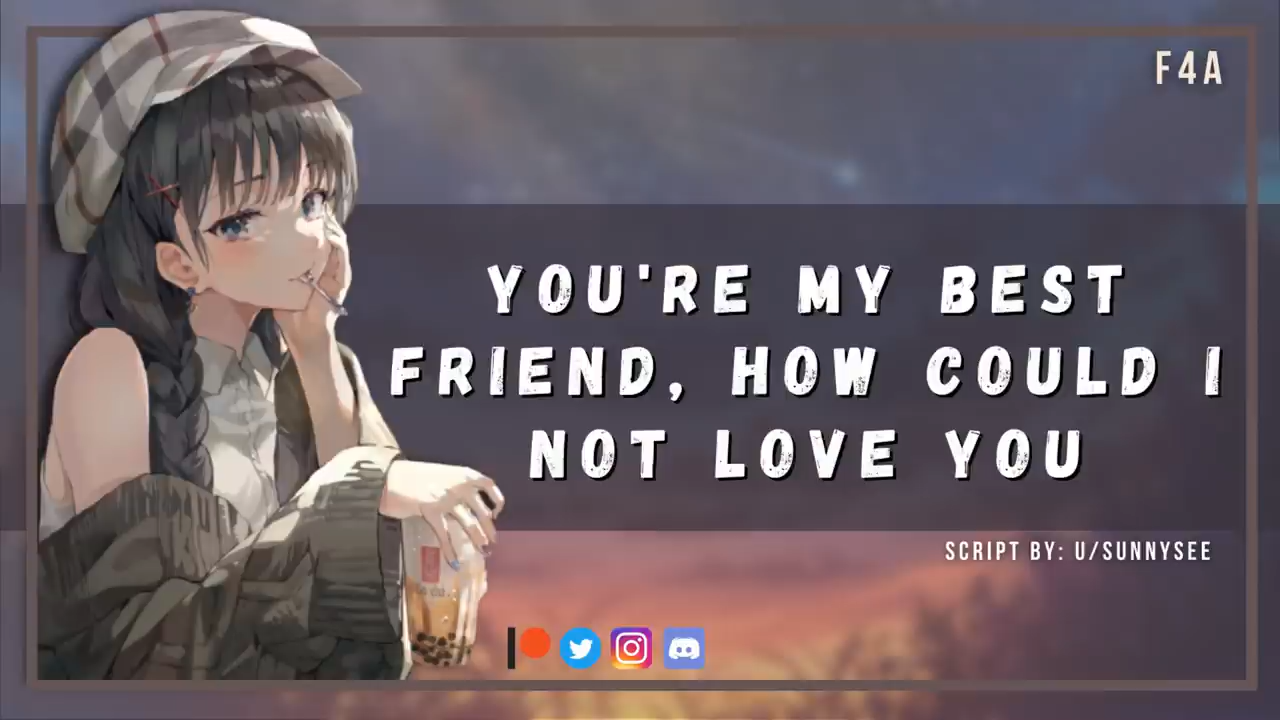 F4A
YOU'RE MY BEST
FRIEND, HOW COULD I
NOT LOVE YOU
SCRIPT BY: U/SUNNYSEE